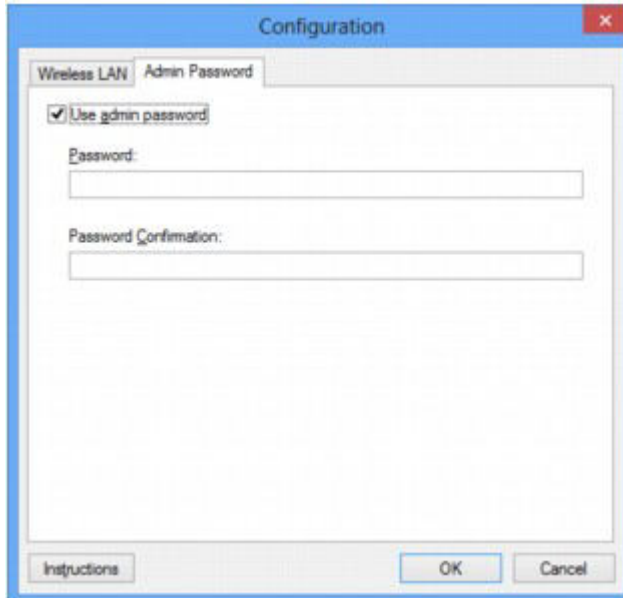 Configuration
Wireless LAN Admin Password
Use admin password
Password:
Password Confirmation:
Instructions OK Cancel